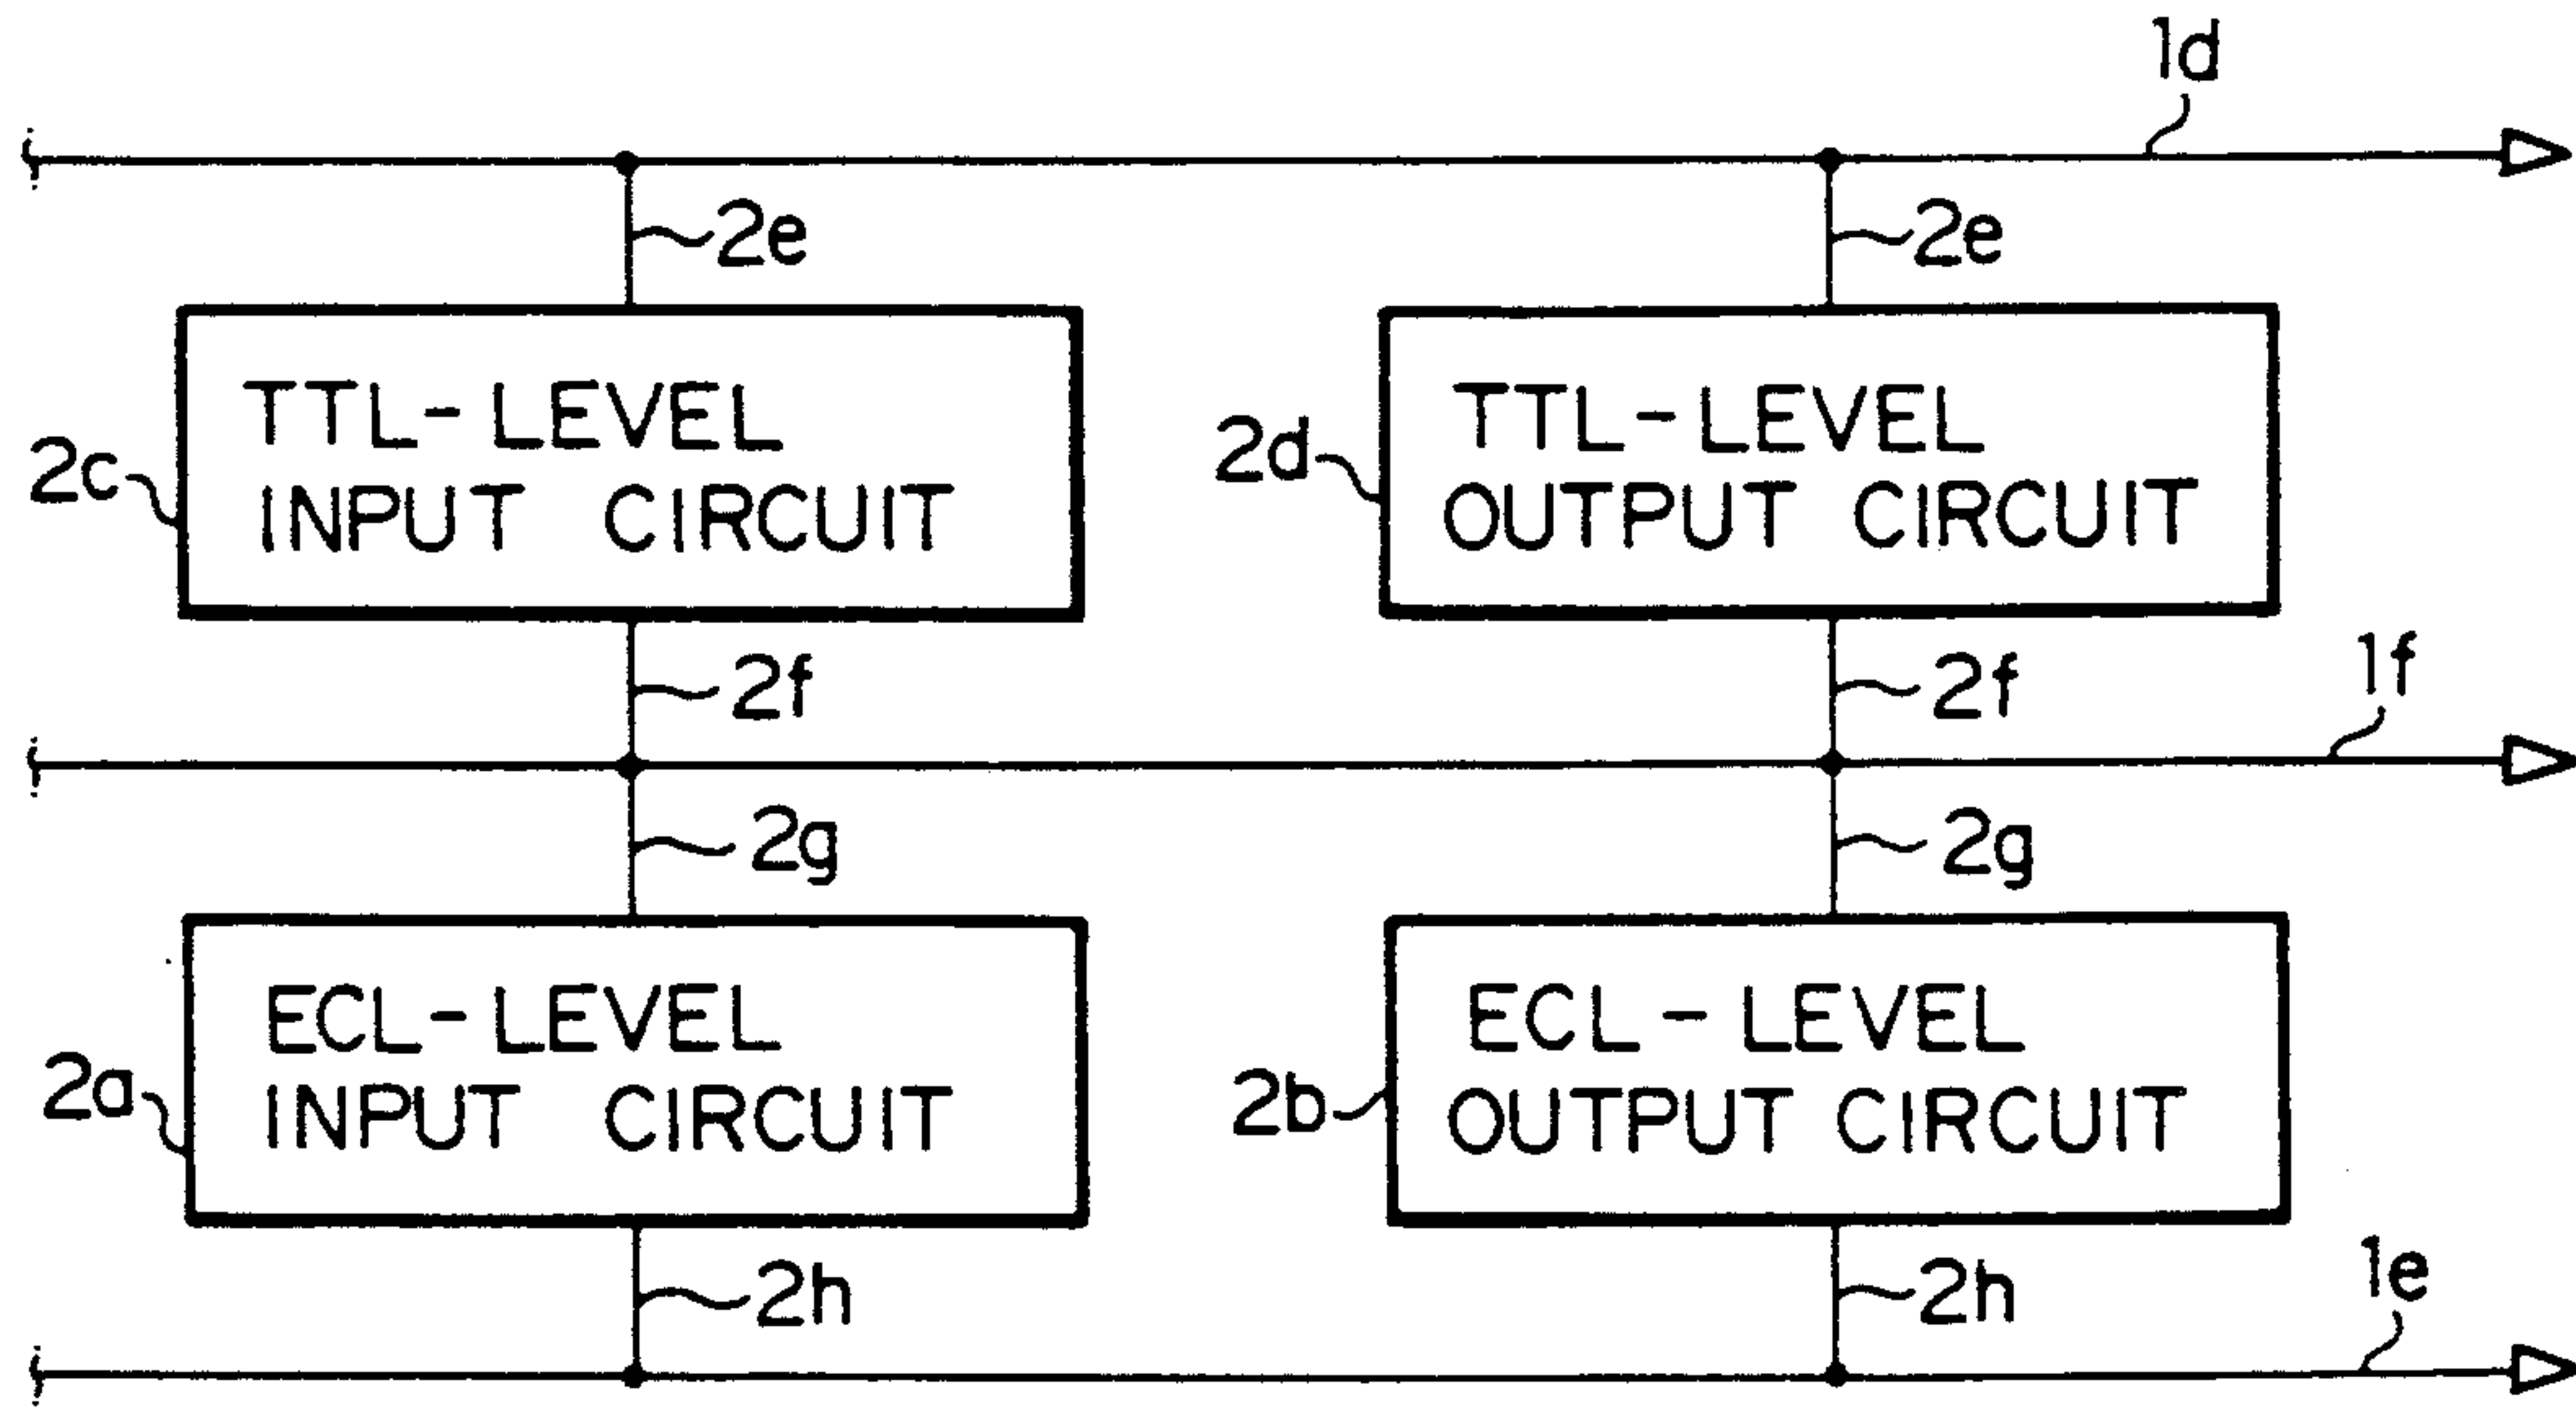 1d
2e
2e
TTL-LEVEL
INPUT CIRCUIT
2c
TTL-LEVEL
OUTPUT CIRCUIT
2d
2f
2f
1f
2g
2g
ECL-LEVEL
INPUT CIRCUIT
2a
ECL-LEVEL
OUTPUT CIRCUIT
2b
2h
2h
1e